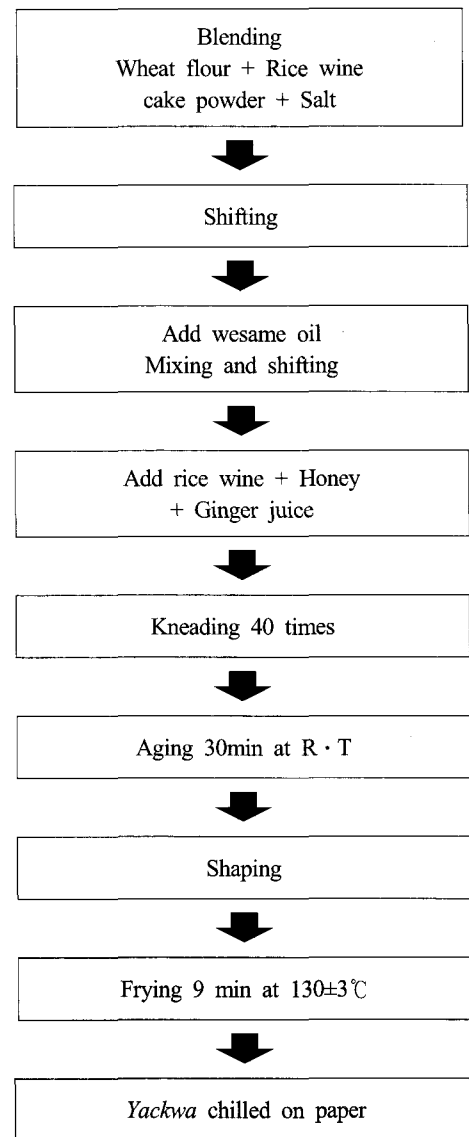 Blending
Wheat flour + Rice wine
cake powder + Salt
Shifting
Add wesame oil
Mixing and shifting
Add rice wine + Honey
+ Ginger juice
Kneading 40 times
Aging 30min at R · T
Shaping
Frying 9 min at 130±3℃
Yackwa chilled on paper